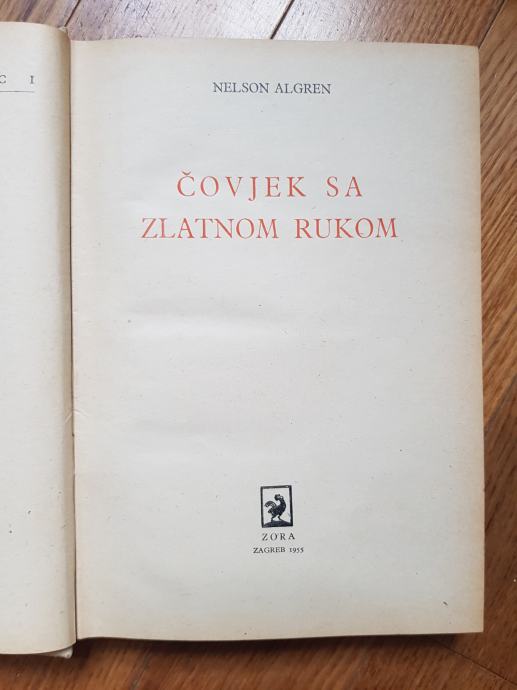 C I
NELSON ALGREN
ČOVJEK SA
ZLATNOM RUKOM
ZORA
ZAGREB 1955